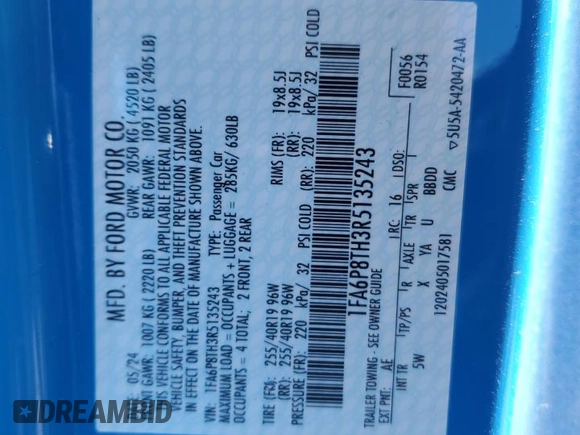 MFD. BY FORD MOTOR CO.
05/24 GVWR: 2050 KG / 4520 LB)
GAWR: 1007 KG ( 2220 LB) REAR GAWR: 1091 KG ( 2405 LB)
VEHICLE CONFORMS TO ALL APPLICABLE FEDERAL MOTOR
VEHICLE SAFETY, BUMPER, AND THEFT PREVENTION STANDARDS
IN EFFECT ON THE DATE OF MANUFACTURE SHOWN ABOVE.
VIN: 1FA6P8TH3R5135243 TYPE: Passenger Car
MAXIMUM LOAD = OCCUPANTS + LUGGAGE = 285KG/ 630LB
OCCUPANTS = 4 TOTAL; 2 FRONT, 2 REAR
TIRE (FR): 255/40R19 96W RIMS (FR): 19x8.5J
(RR): 255/40R19 96W (RR): 19x8.5J
PRESSURE (FR): 220 kPa/ 32 PSI COLD (RR): 220 kPa/ 32 PSI COLD
1FA6P8TH3R5135243
TRAILER TOWING - SEE OWNER GUIDE
EXT PNT: AE RC: 16 DSO: F0056
R0154
INT TR TP/PS R AXLE TR SPR
5W X YA U BBDD
1202405017581 CMC ▽5U5A-5420472-AA
DREAMBID